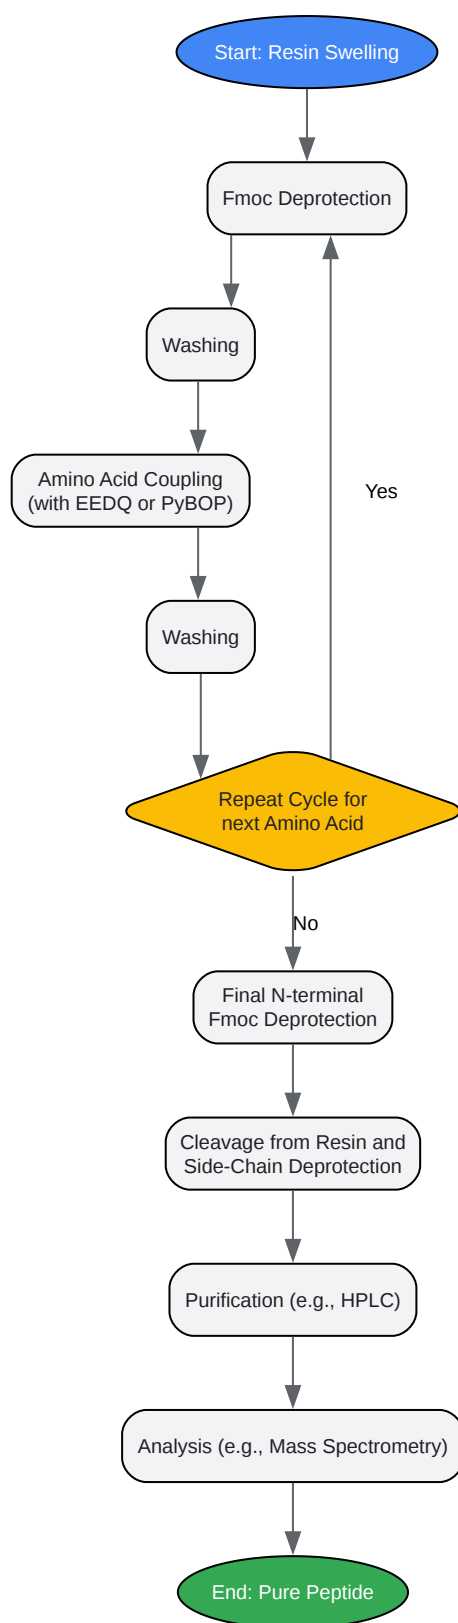 Start: Resin Swelling
Fmoc Deprotection
Washing
Amino Acid Coupling
(with EEDQ or PyBOP)
Yes
Washing
Repeat Cycle for
next Amino Acid
No
Final N-terminal
Fmoc Deprotection
Cleavage from Resin and
Side-Chain Deprotection
Purification (e.g., HPLC)
Analysis (e.g., Mass Spectrometry)
End: Pure Peptide